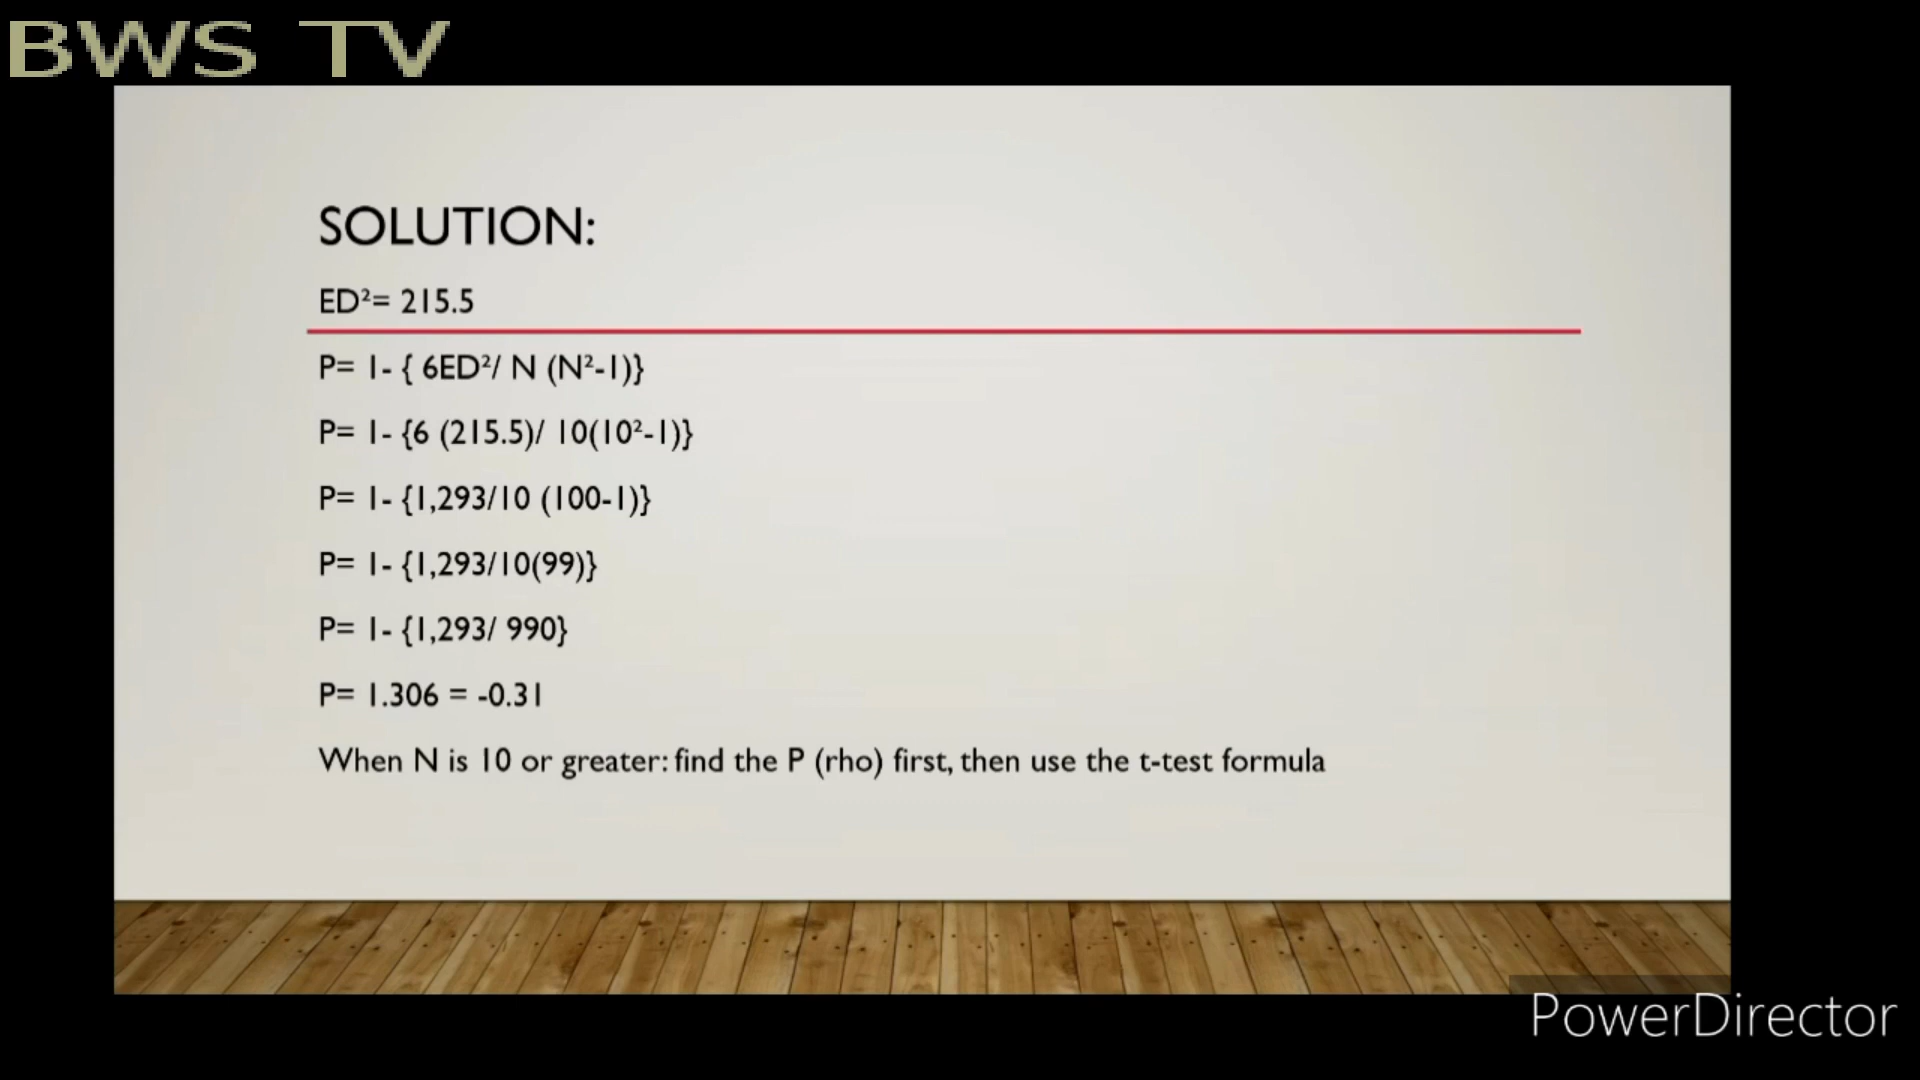 BWS TV
SOLUTION:
ED²= 215.5
P= 1- { 6ED²/ N (N²-1)}
P= 1- {6 (215.5)/ 10(10²-1)}
P= 1- {1,293/10 (100-1)}
P= 1- {1,293/10(99)}
P= 1- {1,293/ 990}
P= 1.306 = -0.31
When N is 10 or greater: find the P (rho) first, then use the t-test formula
PowerDirector